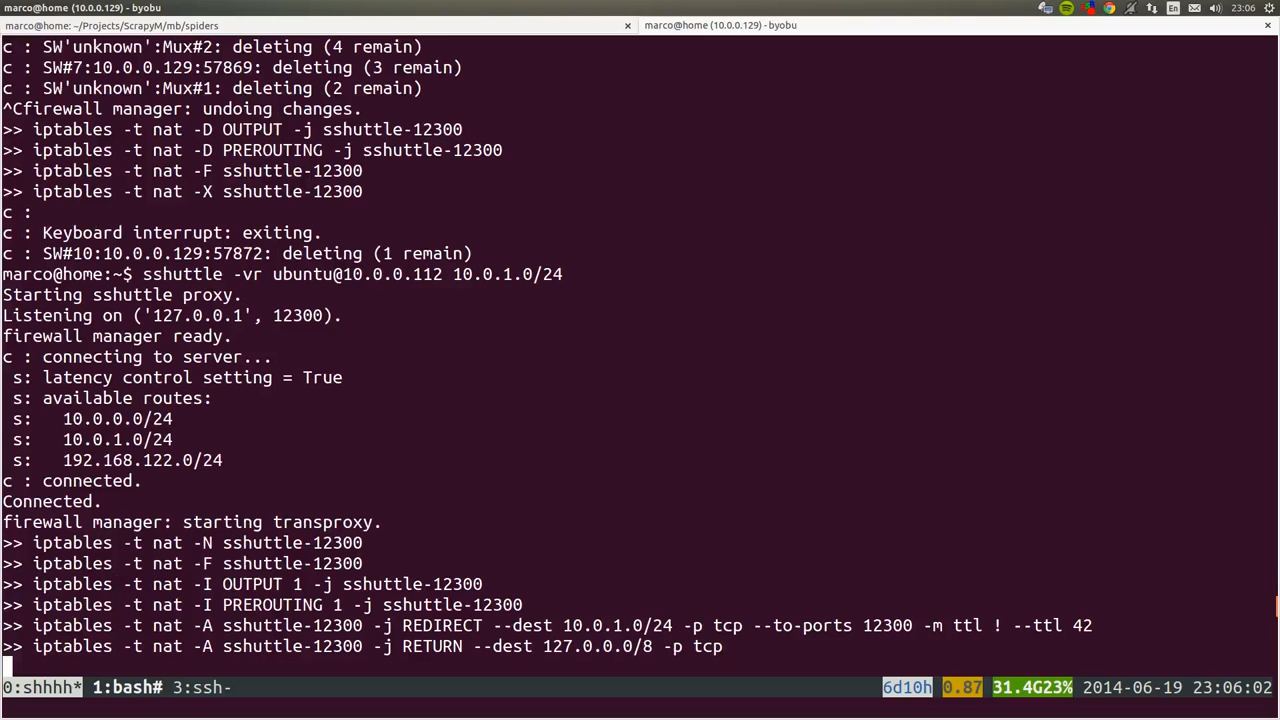 marco@home (10.0.0.129) - byobu
En
23:06
marco@home: ~/Projects/ScrapyM/mb/spiders
×
marco@home (10.0.0.129) - byobu
×
c : SW'unknown':Mux#2: deleting (4 remain)
c : SW#7:10.0.0.129:57869: deleting (3 remain)
c : SW'unknown':Mux#1: deleting (2 remain)
^Cfirewall manager: undoing changes.
>> iptables -t nat -D OUTPUT -j sshuttle-12300
>> iptables -t nat -D PREROUTING -j sshuttle-12300
>> iptables -t nat -F sshuttle-12300
>> iptables -t nat -X sshuttle-12300
c :
c : Keyboard interrupt: exiting.
c : SW#10:10.0.0.129:57872: deleting (1 remain)
marco@home:~$ sshuttle -vr ubuntu@10.0.0.112 10.0.1.0/24
Starting sshuttle proxy.
Listening on ('127.0.0.1', 12300).
firewall manager ready.
c : connecting to server...
 s: latency control setting = True
 s: available routes:
 s:   10.0.0.0/24
 s:   10.0.1.0/24
 s:   192.168.122.0/24
c : connected.
Connected.
firewall manager: starting transproxy.
>> iptables -t nat -N sshuttle-12300
>> iptables -t nat -F sshuttle-12300
>> iptables -t nat -I OUTPUT 1 -j sshuttle-12300
>> iptables -t nat -I PREROUTING 1 -j sshuttle-12300
>> iptables -t nat -A sshuttle-12300 -j REDIRECT --dest 10.0.1.0/24 -p tcp --to-ports 12300 -m ttl ! --ttl 42
>> iptables -t nat -A sshuttle-12300 -j RETURN --dest 127.0.0.0/8 -p tcp
0:shhhh* 1:bash# 3:ssh- 6d10h 0.87 31.4G23% 2014-06-19 23:06:02